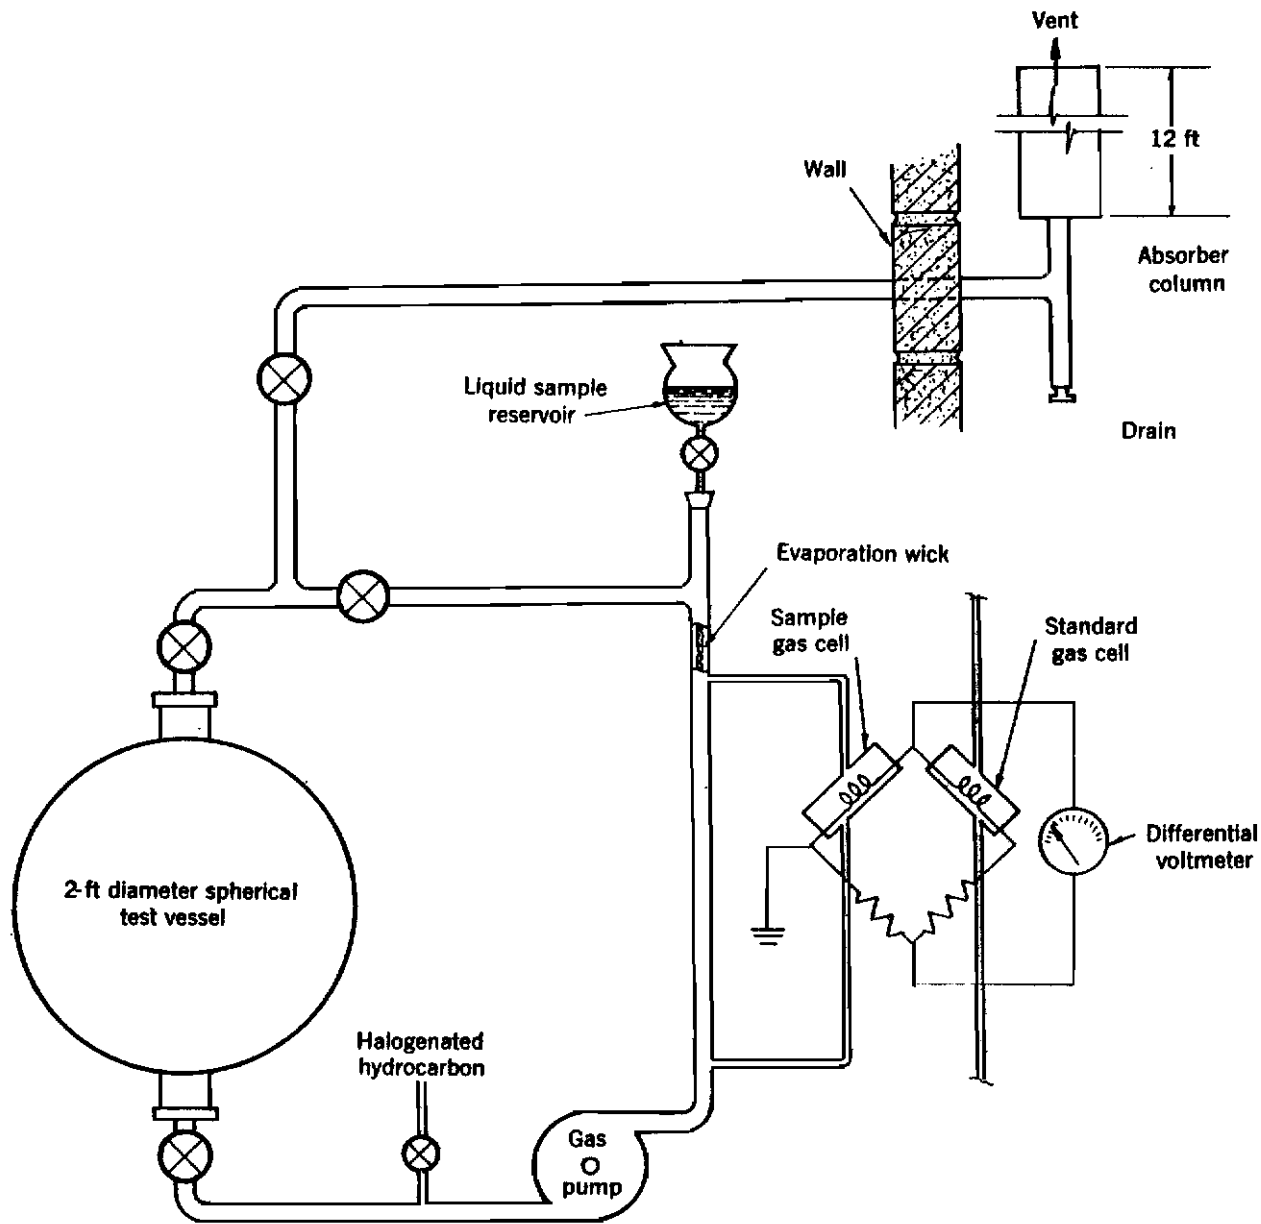 Vent
12 ft
Wall
Absorber
column
Liquid sample
reservoir
Drain
Evaporation wick
Sample
gas cell
Standard
gas cell
Differential
voltmeter
2-ft diameter spherical
test vessel
Halogenated
hydrocarbon
Gas
pump